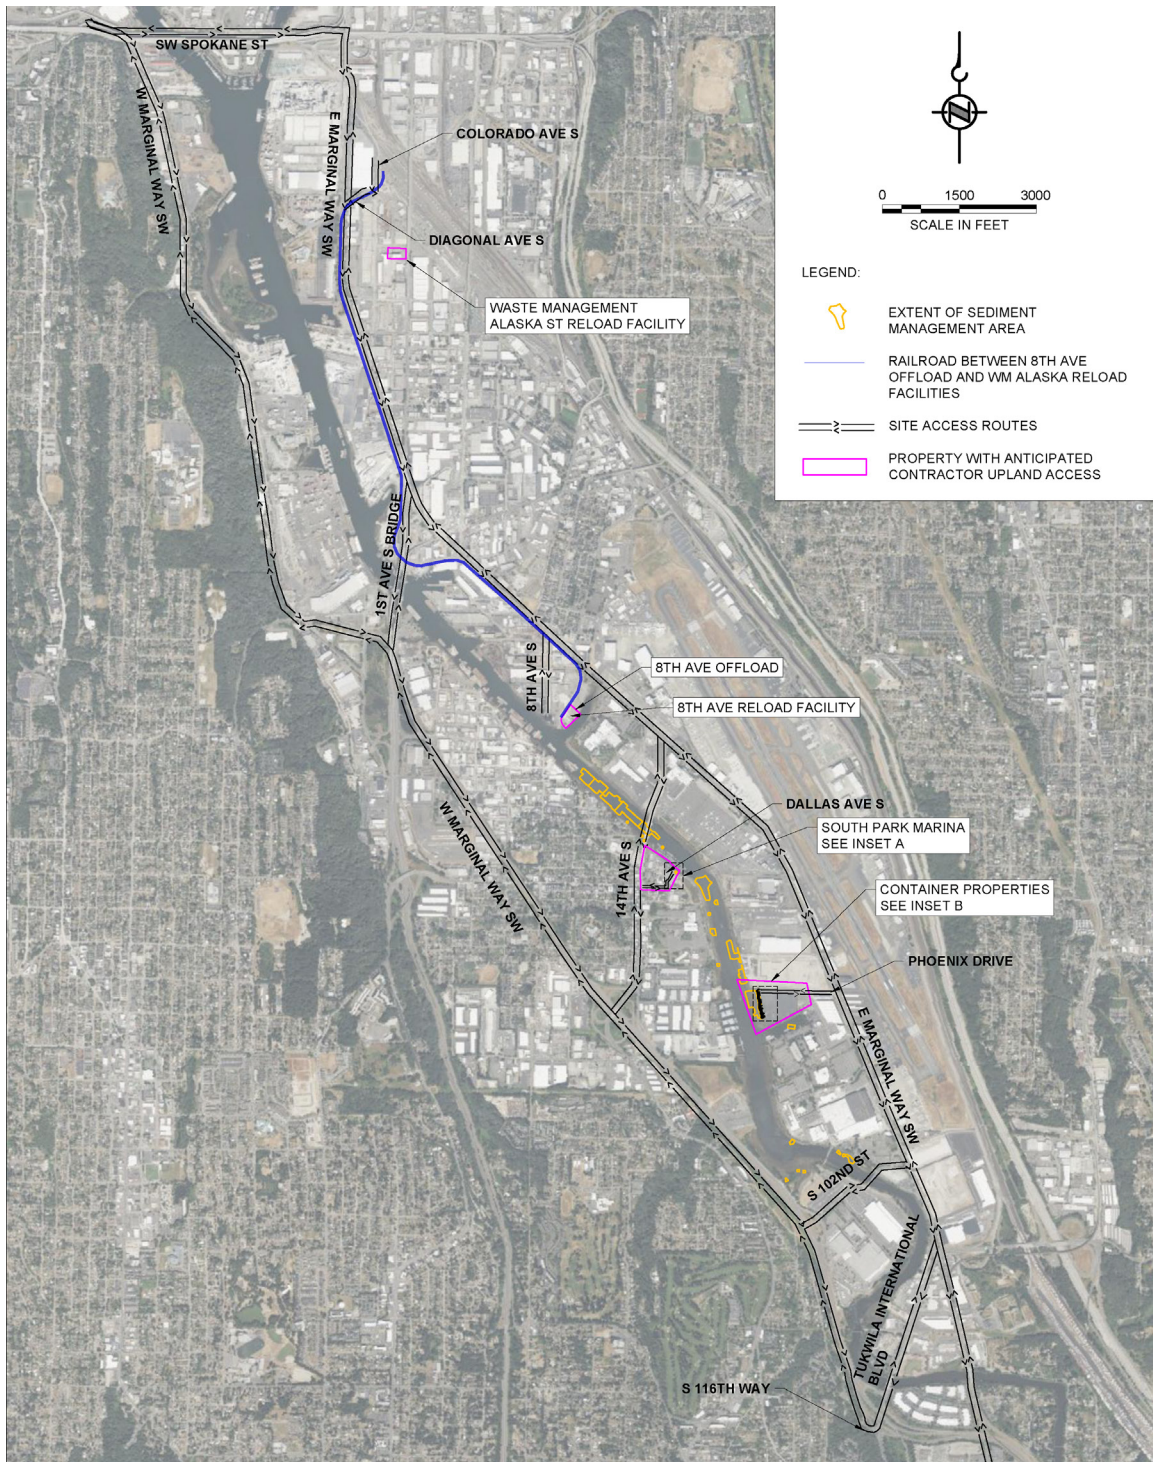 SW SPOKANE ST
W MARGINAL WAY SW
E MARGINAL WAY SW
COLORADO AVE S
DIAGONAL AVE S
WASTE MANAGEMENT
ALASKA ST RELOAD FACILITY
0 1500 3000
SCALE IN FEET
LEGEND:
EXTENT OF SEDIMENT
MANAGEMENT AREA
RAILROAD BETWEEN 8TH AVE
OFFLOAD AND WM ALASKA RELOAD
FACILITIES
SITE ACCESS ROUTES
PROPERTY WITH ANTICIPATED
CONTRACTOR UPLAND ACCESS
1ST AVE S BRIDGE
8TH AVE S
8TH AVE OFFLOAD
8TH AVE RELOAD FACILITY
W MARGINAL WAY SW
DALLAS AVE S
SOUTH PARK MARINA
SEE INSET A
14TH AVE S
CONTAINER PROPERTIES
SEE INSET B
PHOENIX DRIVE
E MARGINAL WAY SW
S 102ND ST
TUKWILA INTERNATIONAL
BLVD
S 116TH WAY